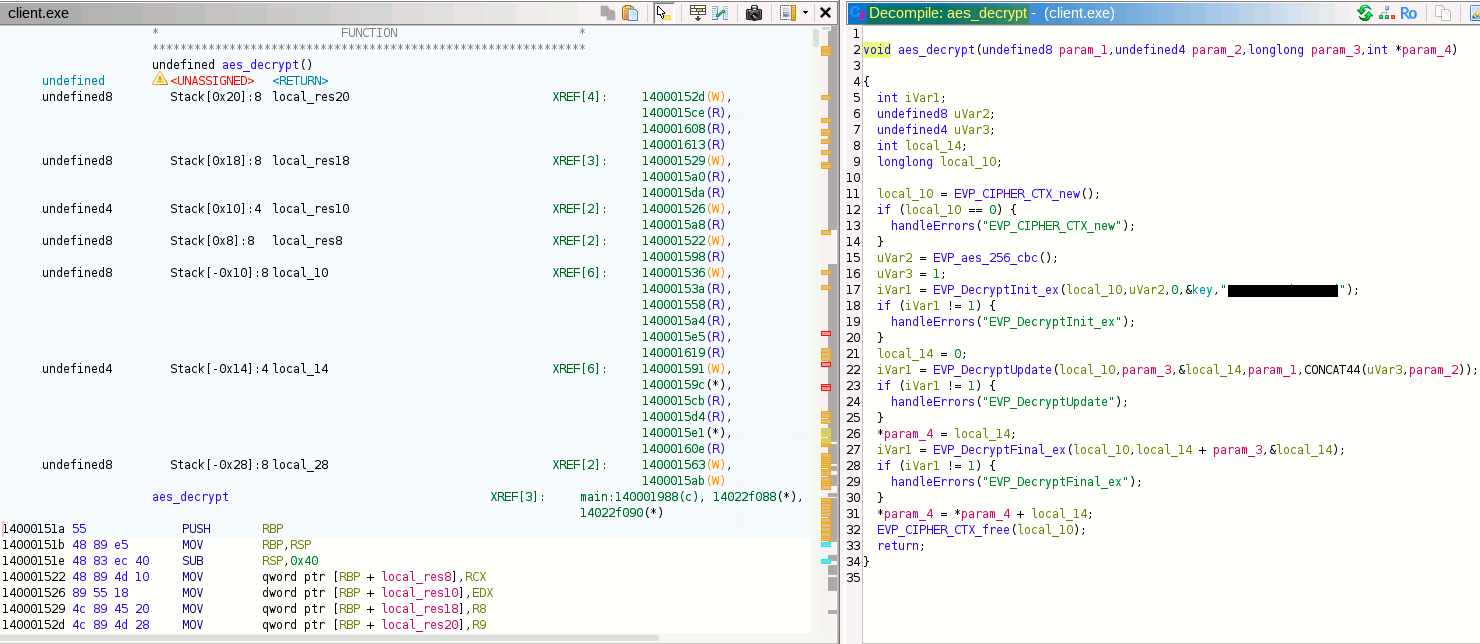 client.exe
* FUNCTION *
**************************************************************
undefined aes_decrypt()
undefined <UNASSIGNED> <RETURN>
undefined8 Stack[0x20]:8 local_res20 XREF[4]: 14000152d(W),
1400015ce(R),
140001608(R),
140001613(R)
undefined8 Stack[0x18]:8 local_res18 XREF[3]: 140001529(W),
1400015a0(R),
1400015da(R)
undefined4 Stack[0x10]:4 local_res10 XREF[2]: 140001526(W),
1400015a8(R)
undefined8 Stack[0x8]:8 local_res8 XREF[2]: 140001522(W),
140001598(R)
undefined8 Stack[-0x10]:8 local_10 XREF[6]: 140001536(W),
14000153a(R),
140001558(R),
1400015a4(R),
1400015e5(R),
140001619(R)
undefined4 Stack[-0x14]:4 local_14 XREF[6]: 140001591(W),
14000159c(*),
1400015cb(R),
1400015d4(R),
1400015e1(*),
14000160e(R)
undefined8 Stack[-0x28]:8 local_28 XREF[2]: 140001563(W),
1400015ab(W)
aes_decrypt XREF[3]: main:140001988(c), 14022f088(*),
14022f090(*)
14000151a 55 PUSH RBP
14000151b 48 89 e5 MOV RBP,RSP
14000151e 48 83 ec 40 SUB RSP,0x40
140001522 48 89 4d 10 MOV qword ptr [RBP + local_res8],RCX
140001526 89 55 18 MOV dword ptr [RBP + local_res10],EDX
140001529 4c 89 45 20 MOV qword ptr [RBP + local_res18],R8
14000152d 4c 89 4d 28 MOV qword ptr [RBP + local_res20],R9
Decompile: aes_decrypt - (client.exe)
Ro
1
2 void aes_decrypt(undefined8 param_1,undefined4 param_2,longlong param_3,int *param_4)
3
4 {
5 int iVar1;
6 undefined8 uVar2;
7 undefined4 uVar3;
8 int local_14;
9 longlong local_10;
10
11 local_10 = EVP_CIPHER_CTX_new();
12 if (local_10 == 0) {
13 handleErrors("EVP_CIPHER_CTX_new");
14 }
15 uVar2 = EVP_aes_256_cbc();
16 uVar3 = 1;
17 iVar1 = EVP_DecryptInit_ex(local_10,uVar2,0,&key,"");
18 if (iVar1 != 1) {
19 handleErrors("EVP_DecryptInit_ex");
20 }
21 local_14 = 0;
22 iVar1 = EVP_DecryptUpdate(local_10,param_3,&local_14,param_1,CONCAT44(uVar3,param_2));
23 if (iVar1 != 1) {
24 handleErrors("EVP_DecryptUpdate");
25 }
26 *param_4 = local_14;
27 iVar1 = EVP_DecryptFinal_ex(local_10,local_14 + param_3,&local_14);
28 if (iVar1 != 1) {
29 handleErrors("EVP_DecryptFinal_ex");
30 }
31 *param_4 = *param_4 + local_14;
32 EVP_CIPHER_CTX_free(local_10);
33 return;
34 }
35